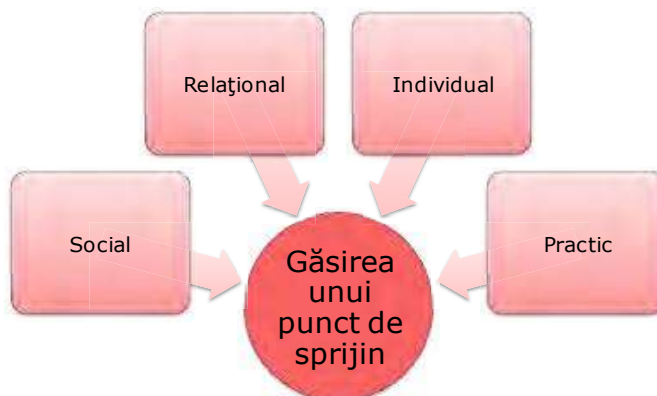 Relaţional
Individual
Social
Practic
Găsirea
unui
punct de
sprijin